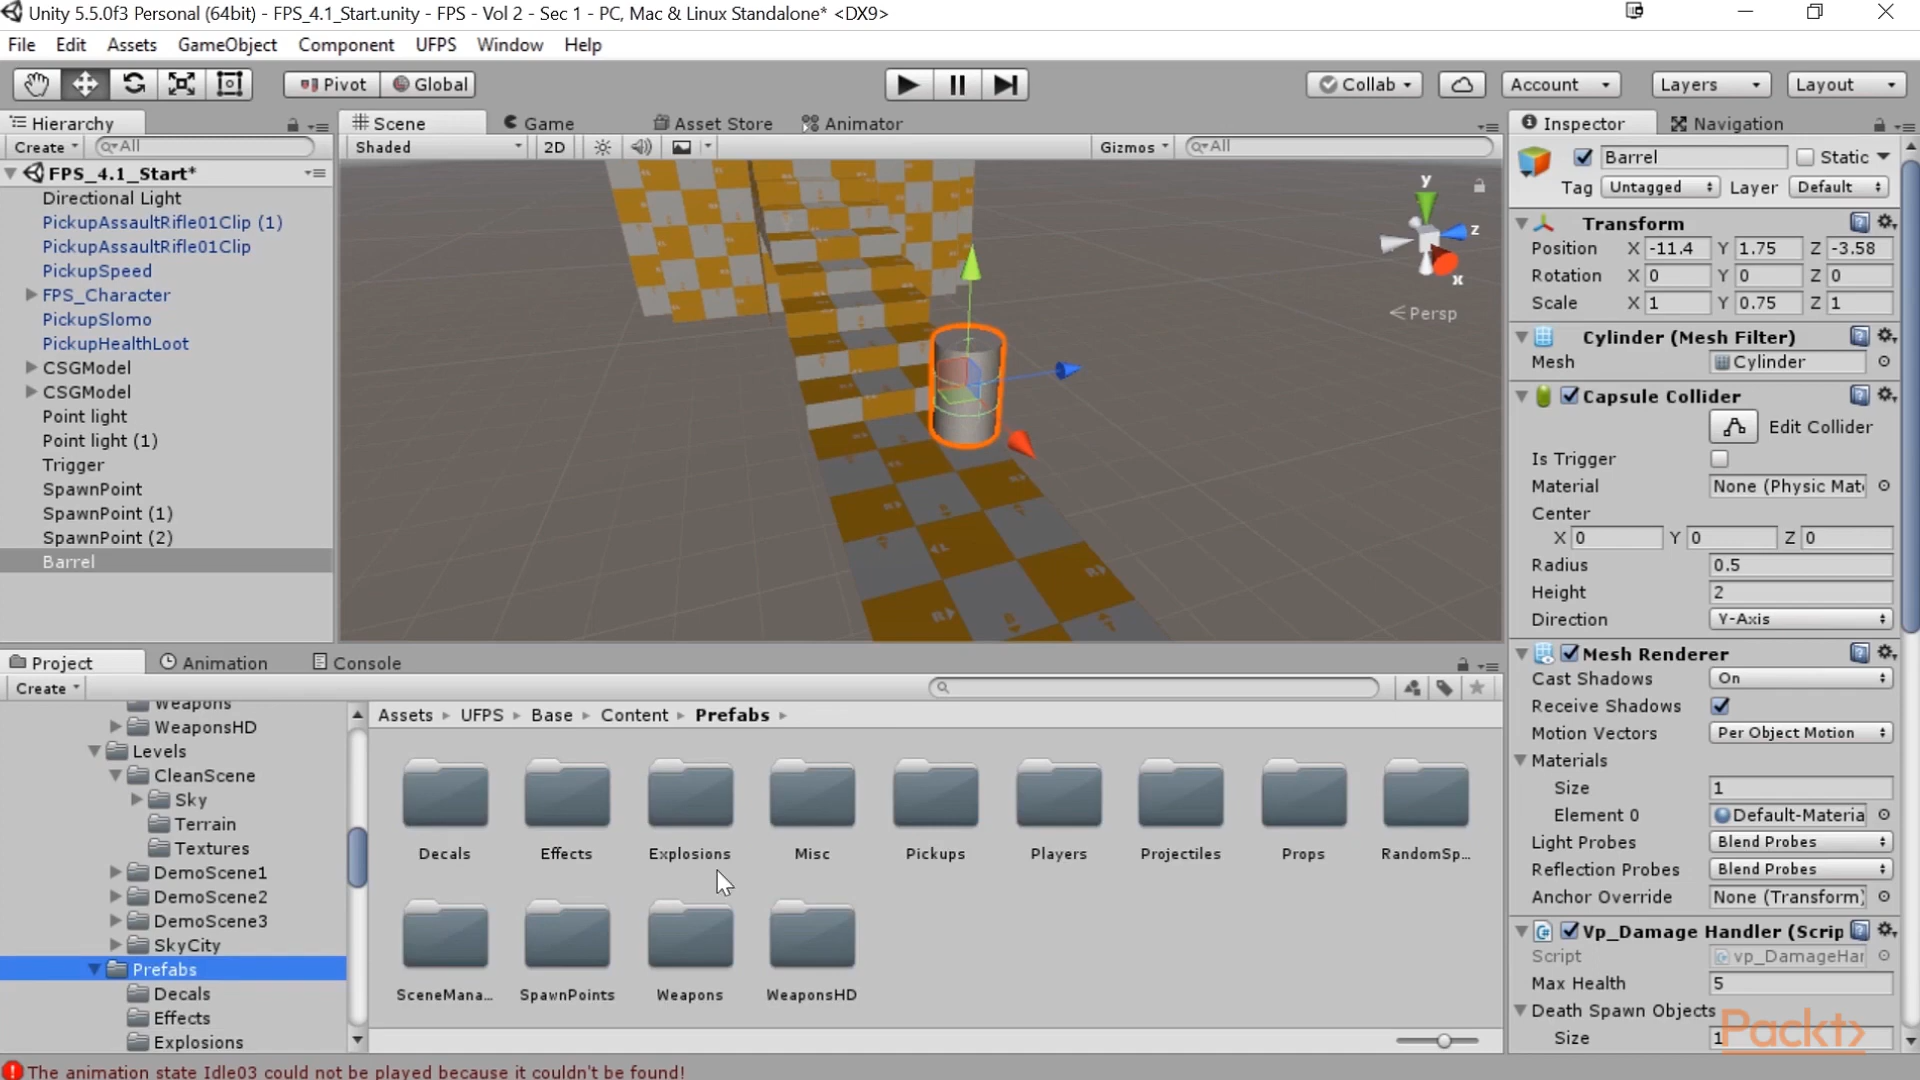 Unity 5.5.0f3 Personal (64bit) - FPS_4.1_Start.unity - FPS - Vol 2 - Sec 1 - PC, Mac & Linux Standalone* <DX9>
File Edit Assets GameObject Component UFPS Window Help
Pivot Global Collab Account Layers Layout
Hierarchy
Create All
FPS_4.1_Start*
Directional Light
PickupAssaultRifle01Clip (1)
PickupAssaultRifle01Clip
PickupSpeed
FPS_Character
PickupSlomo
PickupHealthLoot
CSGModel
CSGModel
Point light
Point light (1)
Trigger
SpawnPoint
SpawnPoint (1)
SpawnPoint (2)
Barrel
Scene Game Asset Store Animator
Shaded 2D Gizmos All
y
z
x
Persp
Inspector Navigation
Barrel Static
Tag Untagged Layer Default
Transform
Position X -11.4 Y 1.75 Z -3.58
Rotation X 0 Y 0 Z 0
Scale X 1 Y 0.75 Z 1
Cylinder (Mesh Filter)
Mesh Cylinder
Capsule Collider
Edit Collider
Is Trigger
Material None (Physic Mat
Center
X 0 Y 0 Z 0
Radius 0.5
Height 2
Direction Y-Axis
Mesh Renderer
Cast Shadows On
Receive Shadows
Motion Vectors Per Object Motion
Materials
Size 1
Element 0 Default-Materia
Light Probes Blend Probes
Reflection Probes Blend Probes
Anchor Override None (Transform)
Vp_Damage Handler (Scrip
Script vp_DamageHar
Max Health 5
Death Spawn Objects
Size 1
Packt>
Project Animation Console
Create
Weapons
WeaponsHD
Levels
CleanScene
Sky
Terrain
Textures
DemoScene1
DemoScene2
DemoScene3
SkyCity
Prefabs
Decals
Effects
Explosions
Assets UFPS Base Content Prefabs
Decals Effects Explosions Misc Pickups Players Projectiles Props RandomSp...
SceneMana... SpawnPoints Weapons WeaponsHD
The animation state Idle03 could not be played because it couldn't be found!